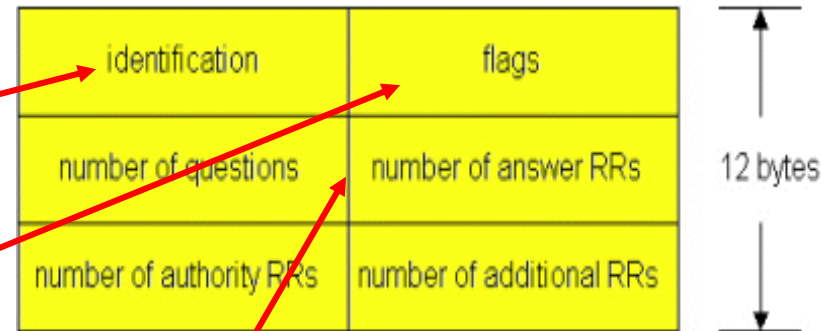 identification flags
number of questions number of answer RRs 12 bytes
number of authority RRs number of additional RRs